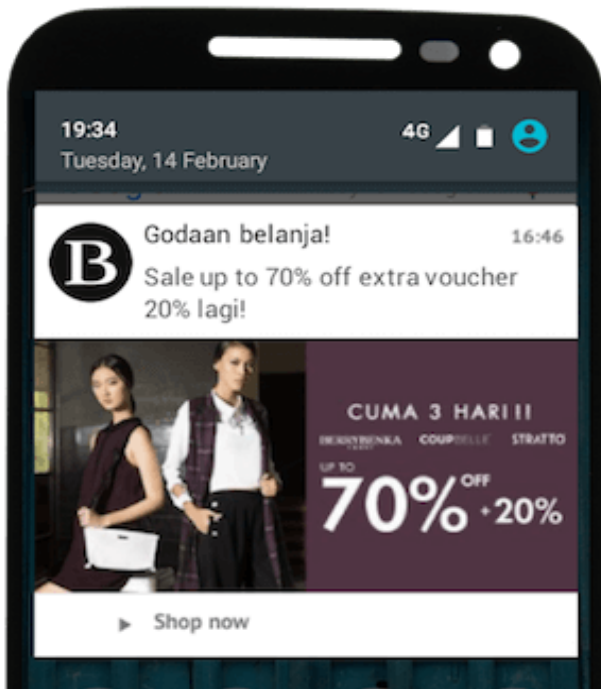 19:34
4G
Tuesday, 14 February
B
Godaan belanja!
16:46
Sale up to 70% off extra voucher
20% lagi!
CUMA 3 HARI !!
BERRYBENKA COUPBELLE STRATTO
UP TO
70% OFF +20%
Shop now